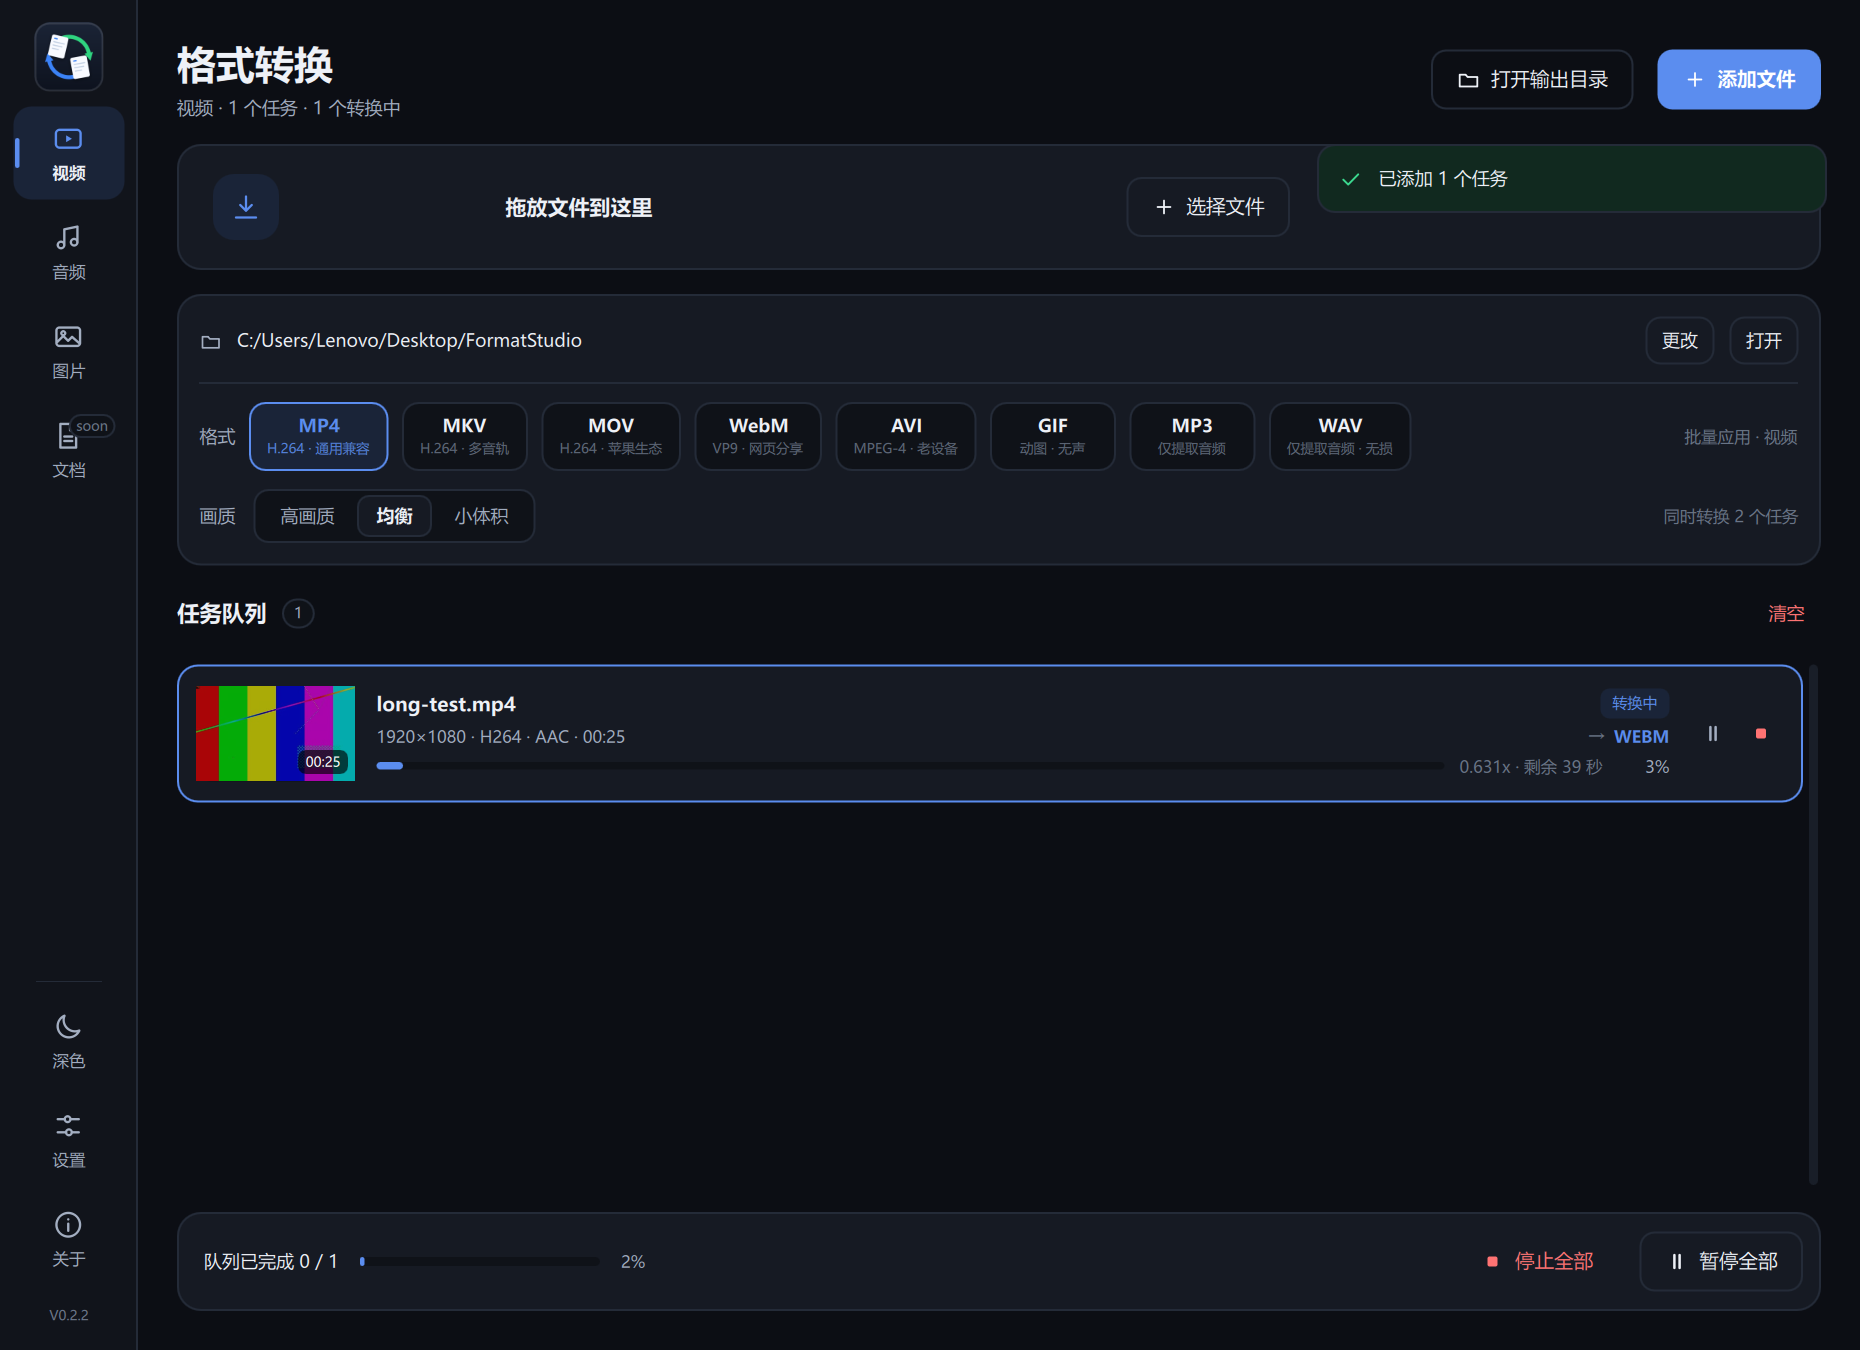 格式转换
视频 · 1 个任务 · 1 个转换中
打开输出目录
添加文件
视频
音频
图片
soon
文档
拖放文件到这里
选择文件
已添加 1 个任务
C:/Users/Lenovo/Desktop/FormatStudio
更改
打开
格式
MP4
H.264 · 通用兼容
MKV
H.264 · 多音轨
MOV
H.264 · 苹果生态
WebM
VP9 · 网页分享
AVI
MPEG-4 · 老设备
GIF
动图 · 无声
MP3
仅提取音频
WAV
仅提取音频 · 无损
批量应用 · 视频
画质
高画质
均衡
小体积
同时转换 2 个任务
任务队列
1
清空
00:25
long-test.mp4
1920×1080 · H264 · AAC · 00:25
转换中
→ WEBM
0.631x · 剩余 39 秒
3%
深色
设置
关于
V0.2.2
队列已完成 0 / 1
2%
停止全部
暂停全部